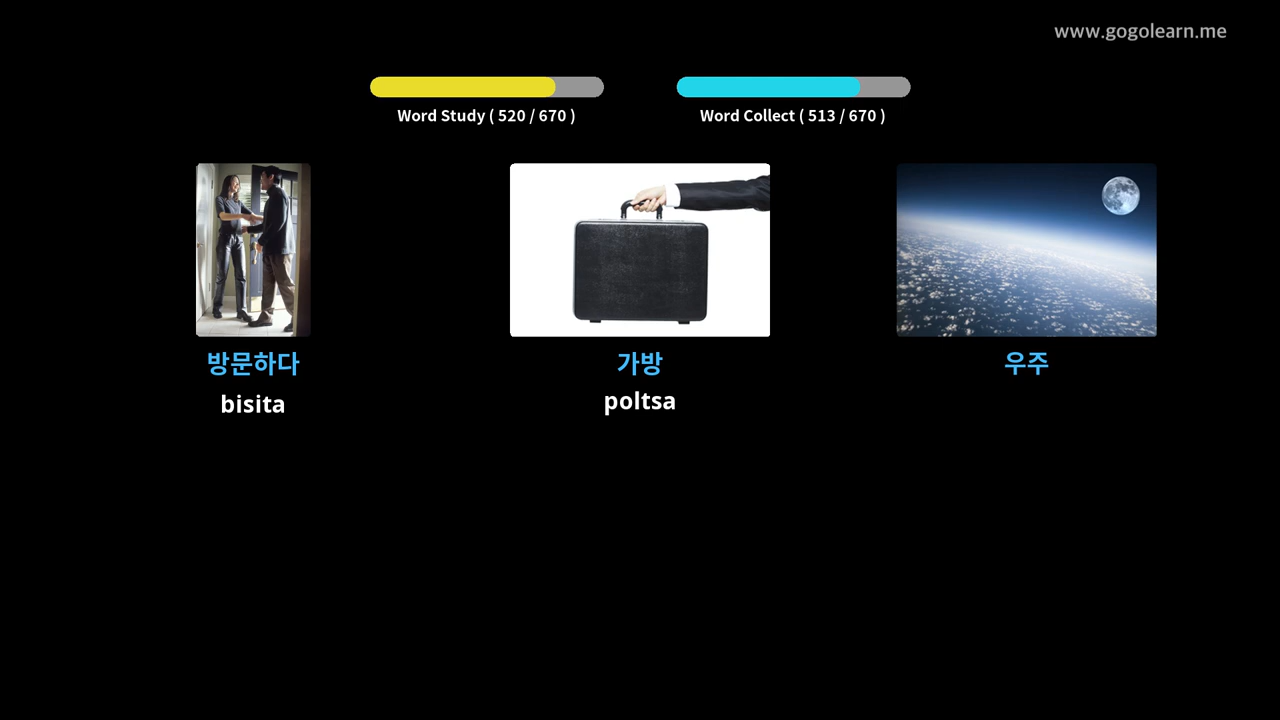 www.gogolearn.me
Word Study ( 520 / 670 )
Word Collect ( 513 / 670 )
방문하다
bisita
가방
poltsa
우주